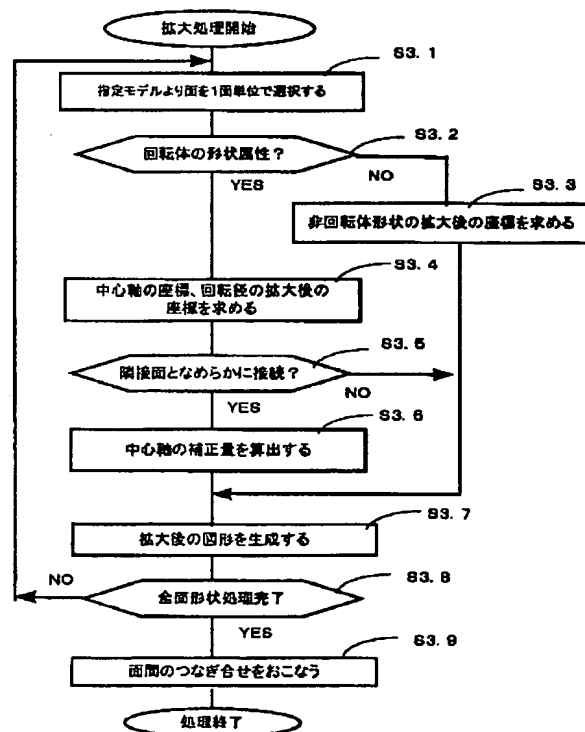 拡大処理開始
S3. 1
指定モデルより面を1面単位で選択する
S3. 2
回転体の形状属性？
NO
YES
S3. 3
非回転体形状の拡大後の座標を求める
S3. 4
中心軸の座標、回転径の拡大後の
座標を求める
S3. 5
隣接面となめらかに接続？
NO
YES
S3. 6
中心軸の補正量を算出する
S3. 7
拡大後の図形を生成する
S3. 8
NO
全面形状処理完了
YES
S3. 9
面間のつなぎ合せをおこなう
処理終了